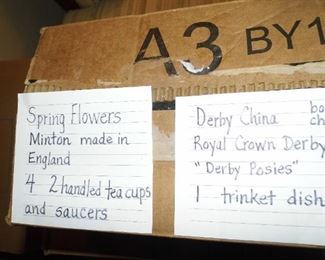 A3 BY1
Spring Flowers
Minton made in
England
4 2 handled tea cups
and saucers
Derby China
Royal Crown Derby
"Derby Posies"
1 trinket dish